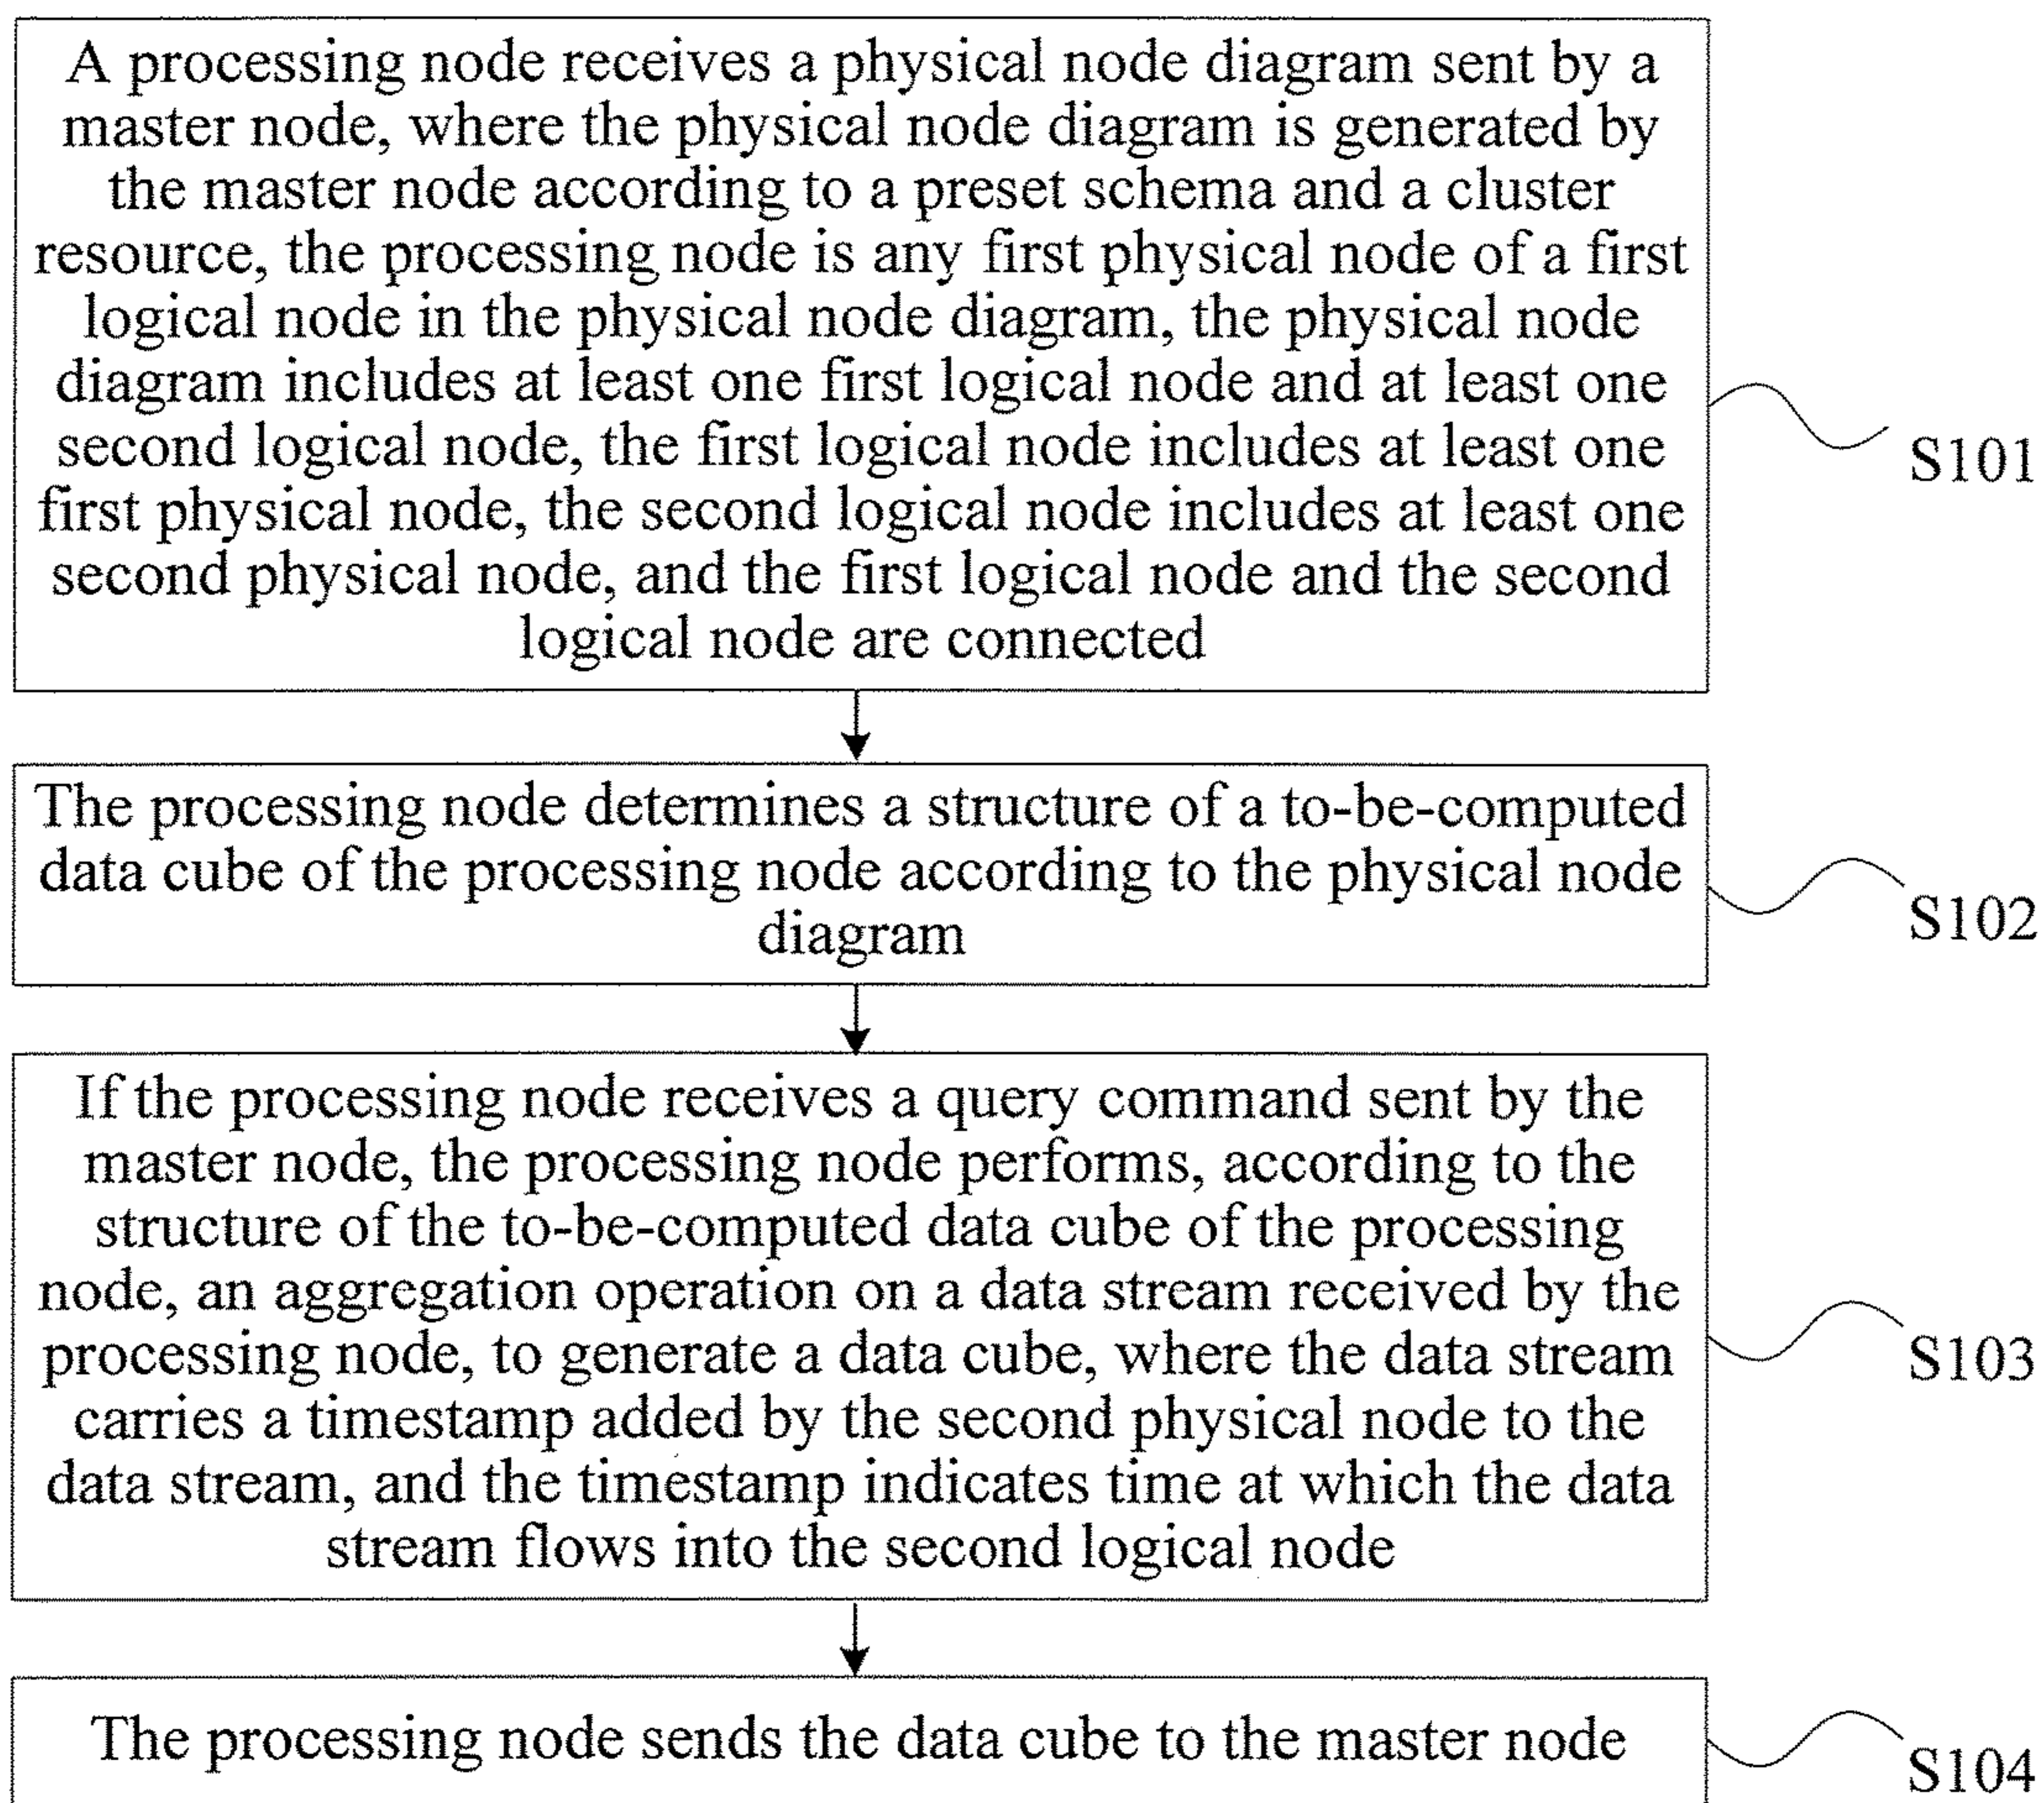 A processing node receives a physical node diagram sent by a
master node, where the physical node diagram is generated by
the master node according to a preset schema and a cluster
resource, the processing node is any first physical node of a first
logical node in the physical node diagram, the physical node
diagram includes at least one first logical node and at least one
second logical node, the first logical node includes at least one
first physical node, the second logical node includes at least one
second physical node, and the first logical node and the second
logical node are connected
S101
The processing node determines a structure of a to-be-computed
data cube of the processing node according to the physical node
diagram
S102
If the processing node receives a query command sent by the
master node, the processing node performs, according to the
structure of the to-be-computed data cube of the processing
node, an aggregation operation on a data stream received by the
processing node, to generate a data cube, where the data stream
carries a timestamp added by the second physical node to the
data stream, and the timestamp indicates time at which the data
stream flows into the second logical node
S103
The processing node sends the data cube to the master node
S104